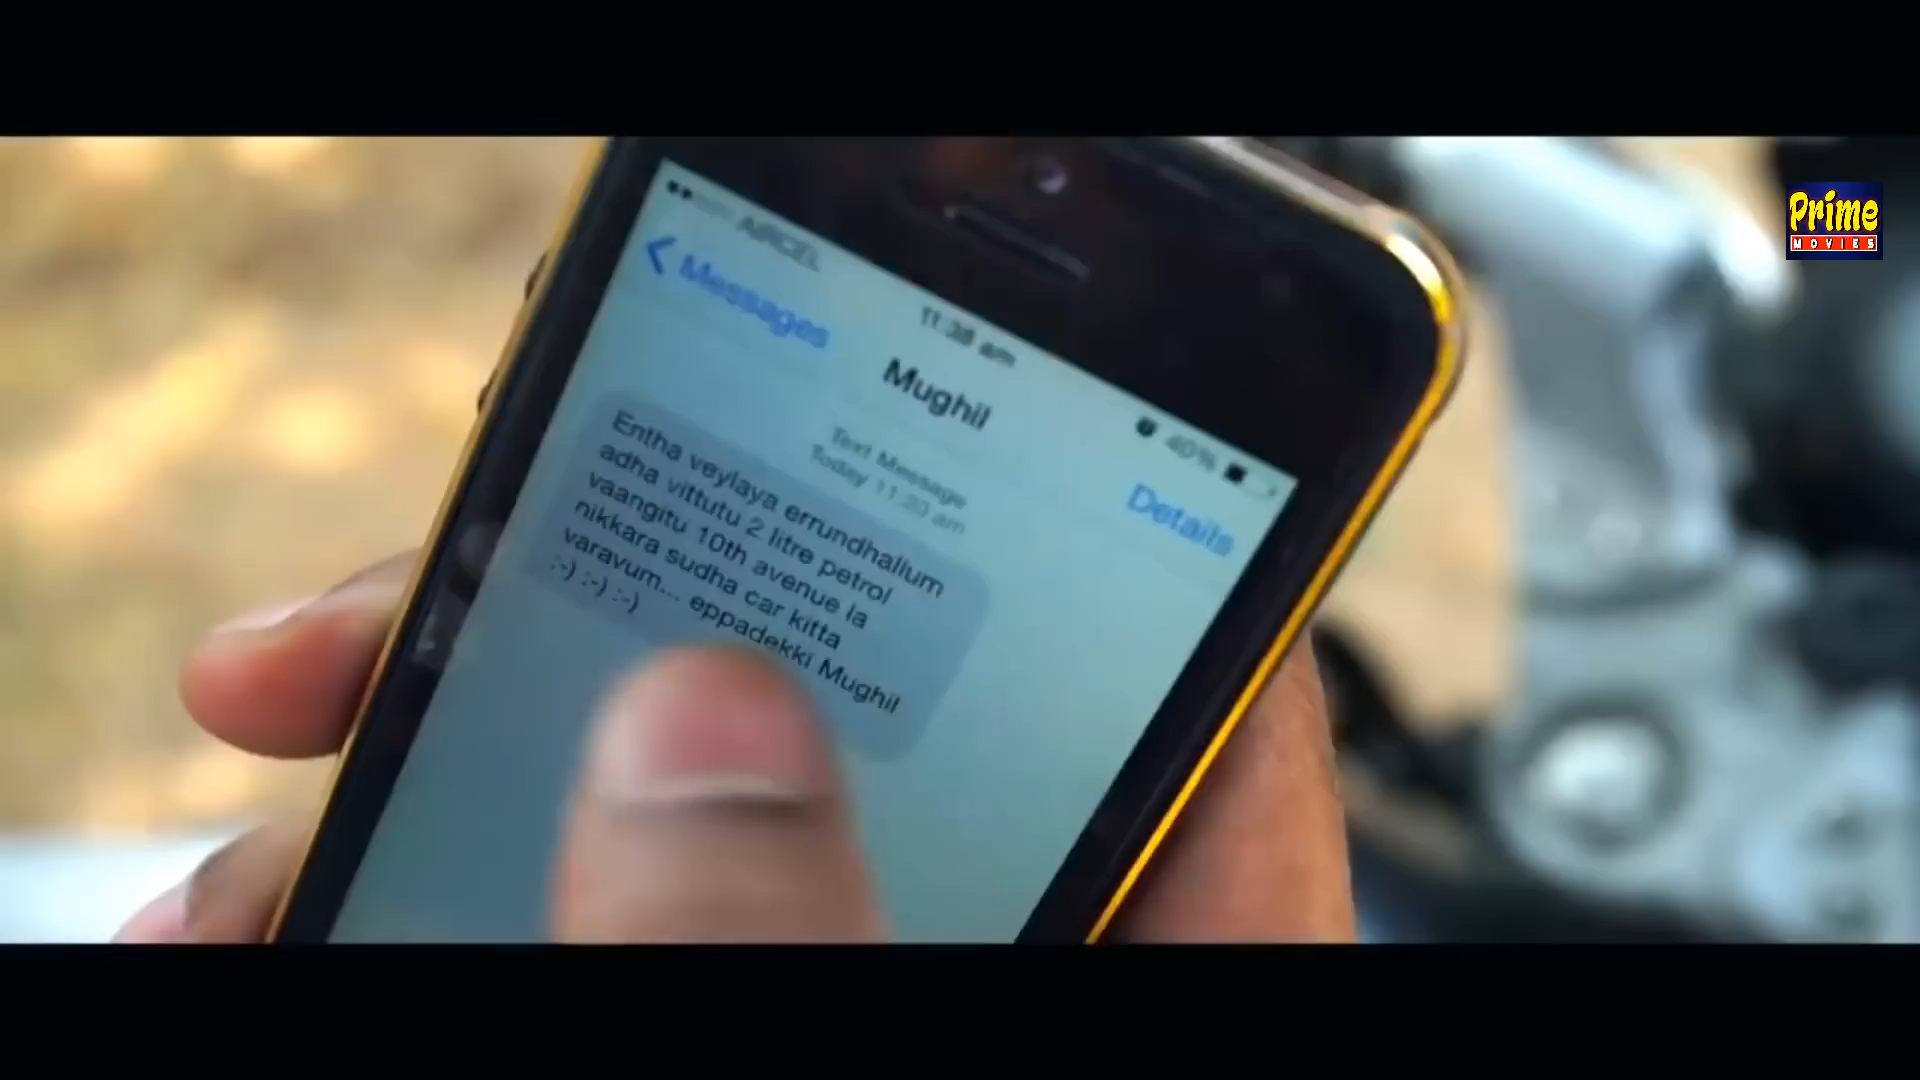 Prime
MOVIES
AIRCEL
11:38 am
40%
Messages
Mughil
Details
Text Message
Today 11:20 am
Entha veylaya errundhallum
adha vittutu 2 litre petrol
vaangitu 10th avenue la
nikkara sudha car kitta
varavum... eppadekki Mughil
:-) :-) :-)